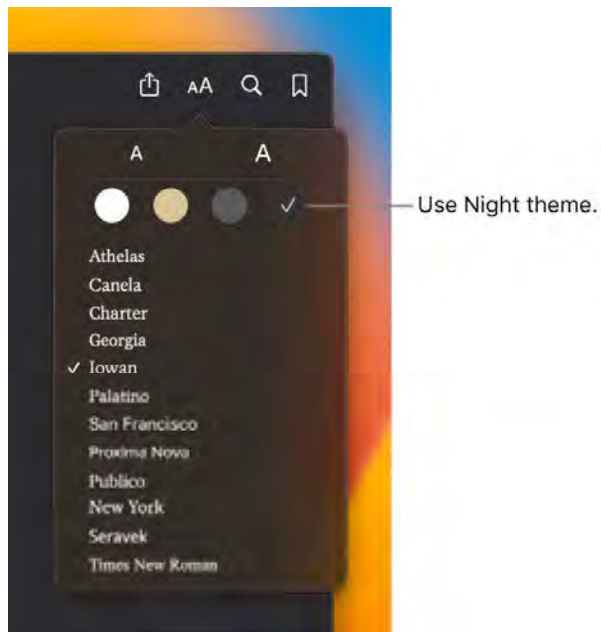 AA
A A
Use Night theme.
Athelas
Canela
Charter
Georgia
Iowan
Palatino
San Francisco
Proxima Nova
Publico
New York
Seravek
Times New Roman